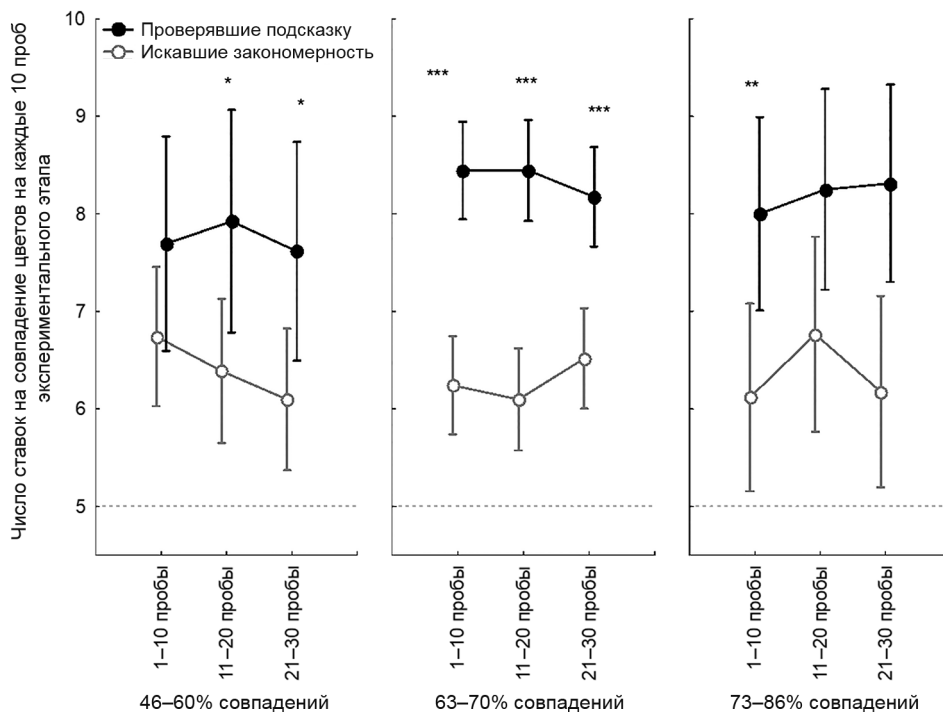 Число ставок на совпадение цветов на каждые 10 проб
экспериментального этапа
10
9
8
7
6
5
Проверявшие подсказку
Искавшие закономерность
*
*
***
***
***
**
1–10 пробы
11–20 пробы
21–30 пробы
1–10 пробы
11–20 пробы
21–30 пробы
1–10 пробы
11–20 пробы
21–30 пробы
46–60% совпадений
63–70% совпадений
73–86% совпадений